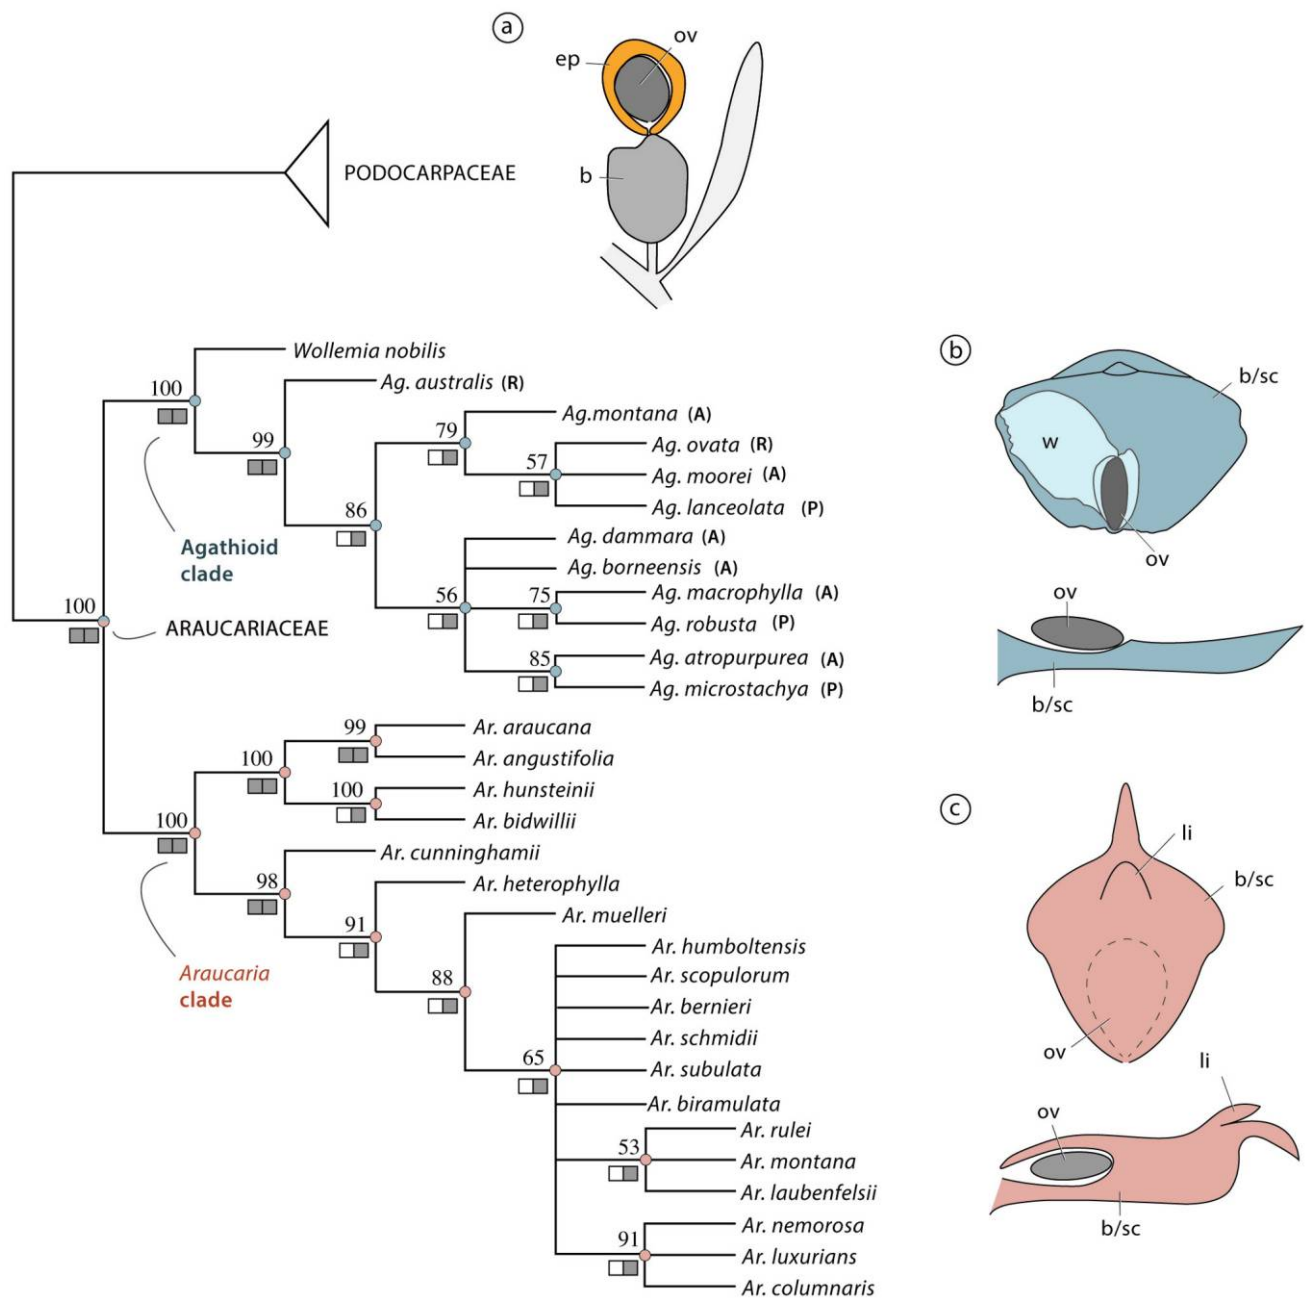 a
ov
ep
b
PODOCARPACEAE
Wollemia nobilis
100
Ag. australis (R)
99
Ag.montana (A)
79
Ag. ovata (R)
57
Ag. moorei (A)
Ag. lanceolata (P)
86
Ag. dammara (A)
Ag. borneensis (A)
56
75
Ag. macrophylla (A)
Ag. robusta (P)
85
Ag. atropurpurea (A)
Ag. microstachya (P)
Agathioid
clade
100
ARAUCARIACEAE
99
Ar. araucana
Ar. angustifolia
100
100
Ar. hunsteinii
Ar. bidwillii
100
98
Ar. cunninghamii
91
Ar. heterophylla
88
Ar. muelleri
Ar. humboltensis
Ar. scopulorum
Ar. bernieri
Ar. schmidii
65
Ar. subulata
Ar. biramulata
Ar. rulei
53
Ar. montana
Ar. laubenfelsii
Ar. nemorosa
91
Ar. luxurians
Ar. columnaris
Araucaria
clade
b
b/sc
w
ov
ov
b/sc
c
li
b/sc
ov
li
ov
b/sc